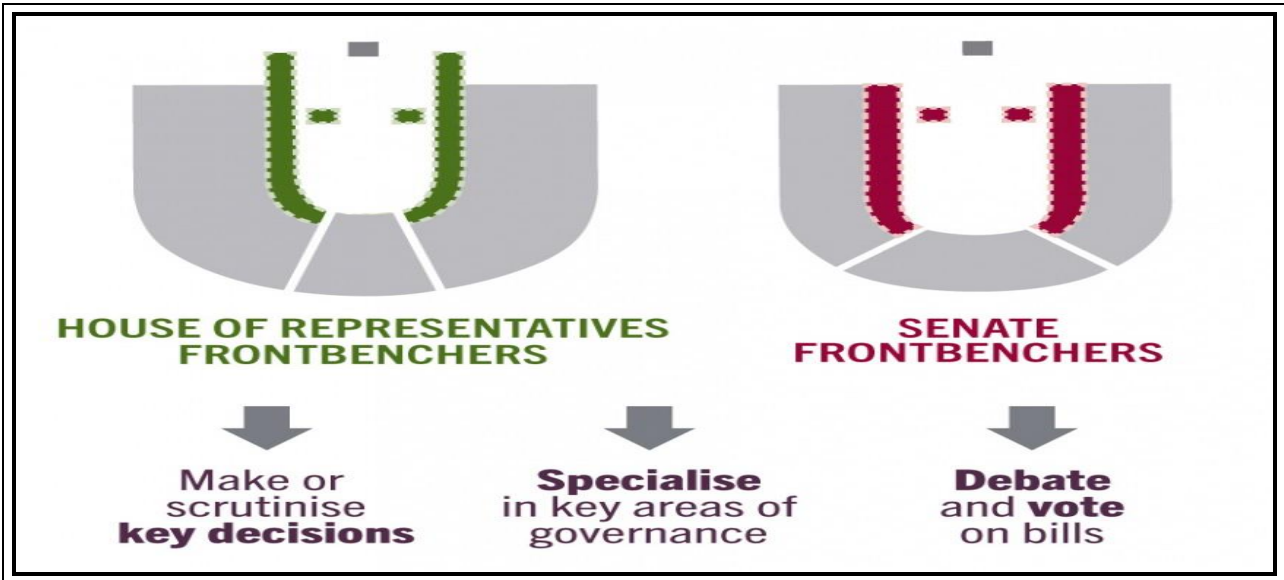 HOUSE OF REPRESENTATIVES
FRONTBENCHERS
SENATE
FRONTBENCHERS
Make or
scrutinise
key decisions
Specialise
in key areas of
governance
Debate
and vote
on bills